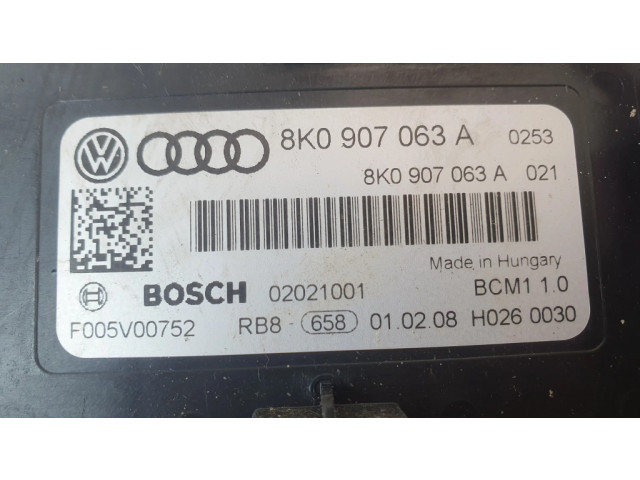 8K0 907 063 A 0253
8K0 907 063 A 021
Made in Hungary
BOSCH 02021001 BCM1 1.0
F005V00752 RB8 - 658 01.02.08 H026 0030